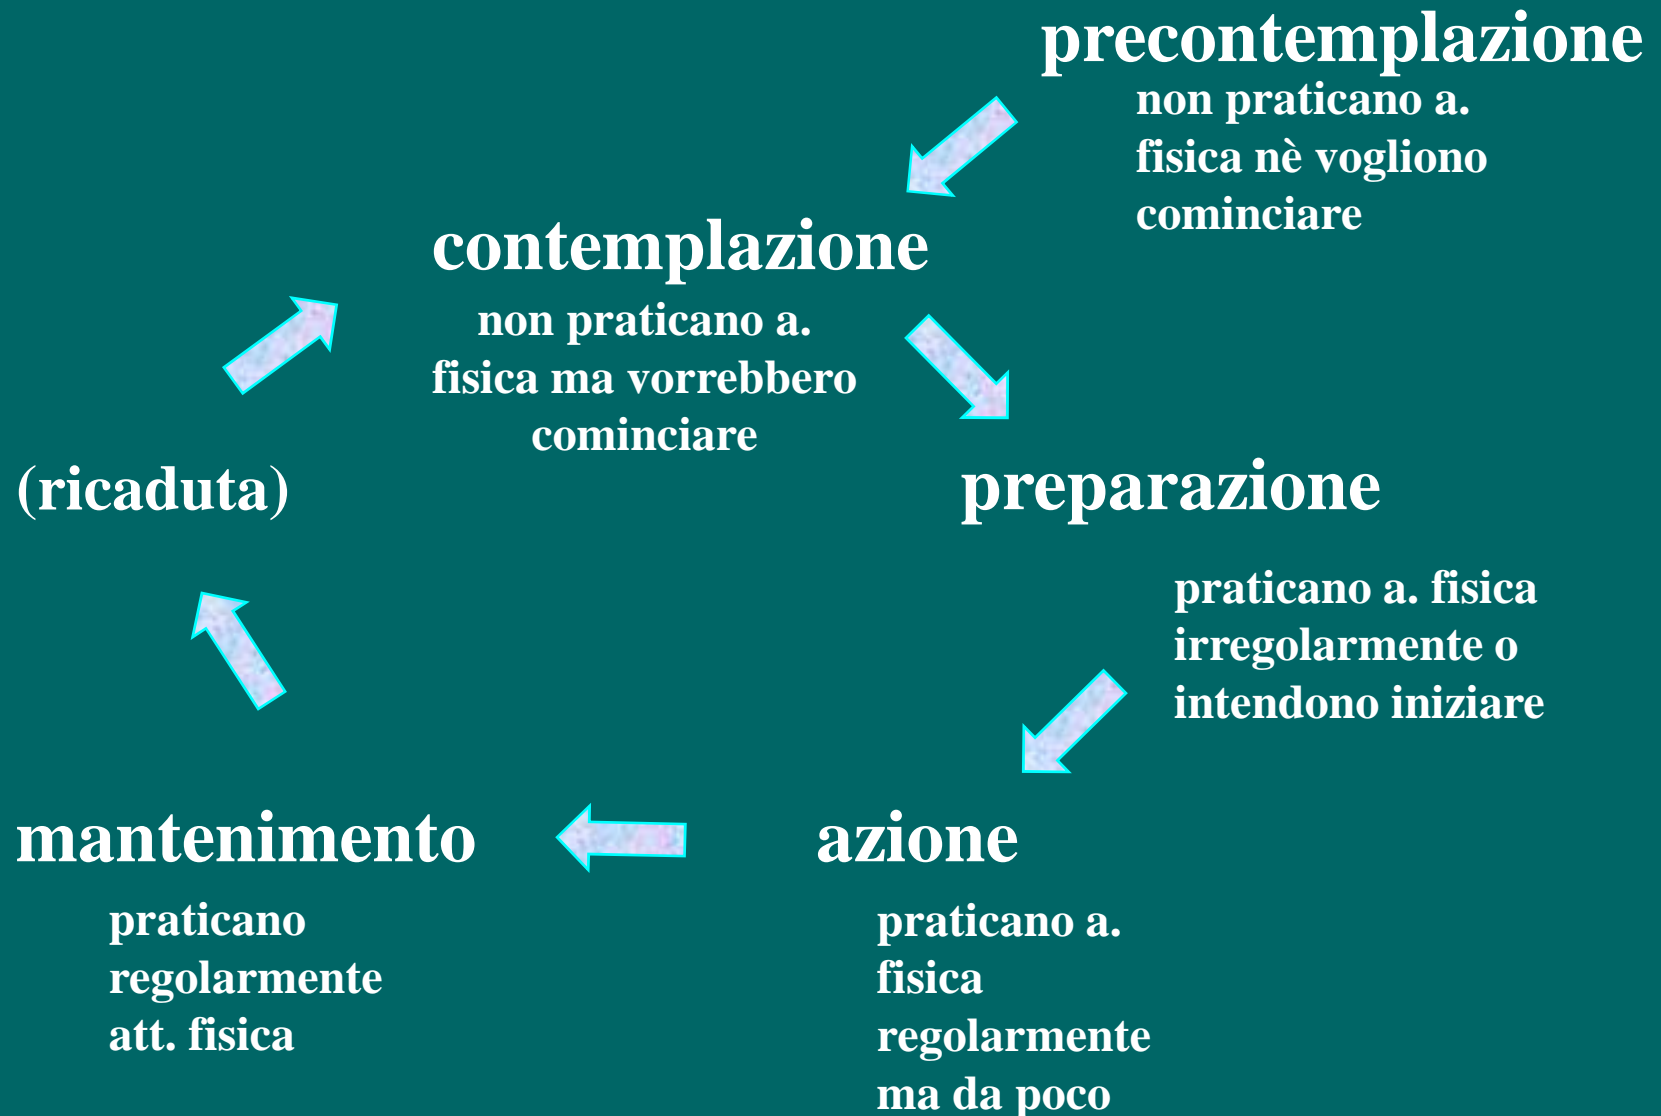 precontemplazione
non praticano a.
fisica nè vogliono
cominciare
contemplazione
non praticano a.
fisica ma vorrebbero
cominciare
(ricaduta)
preparazione
praticano a. fisica
irregolarmente o
intendono iniziare
mantenimento
praticano
regolarmente
att. fisica
azione
praticano a.
fisica
regolarmente
ma da poco